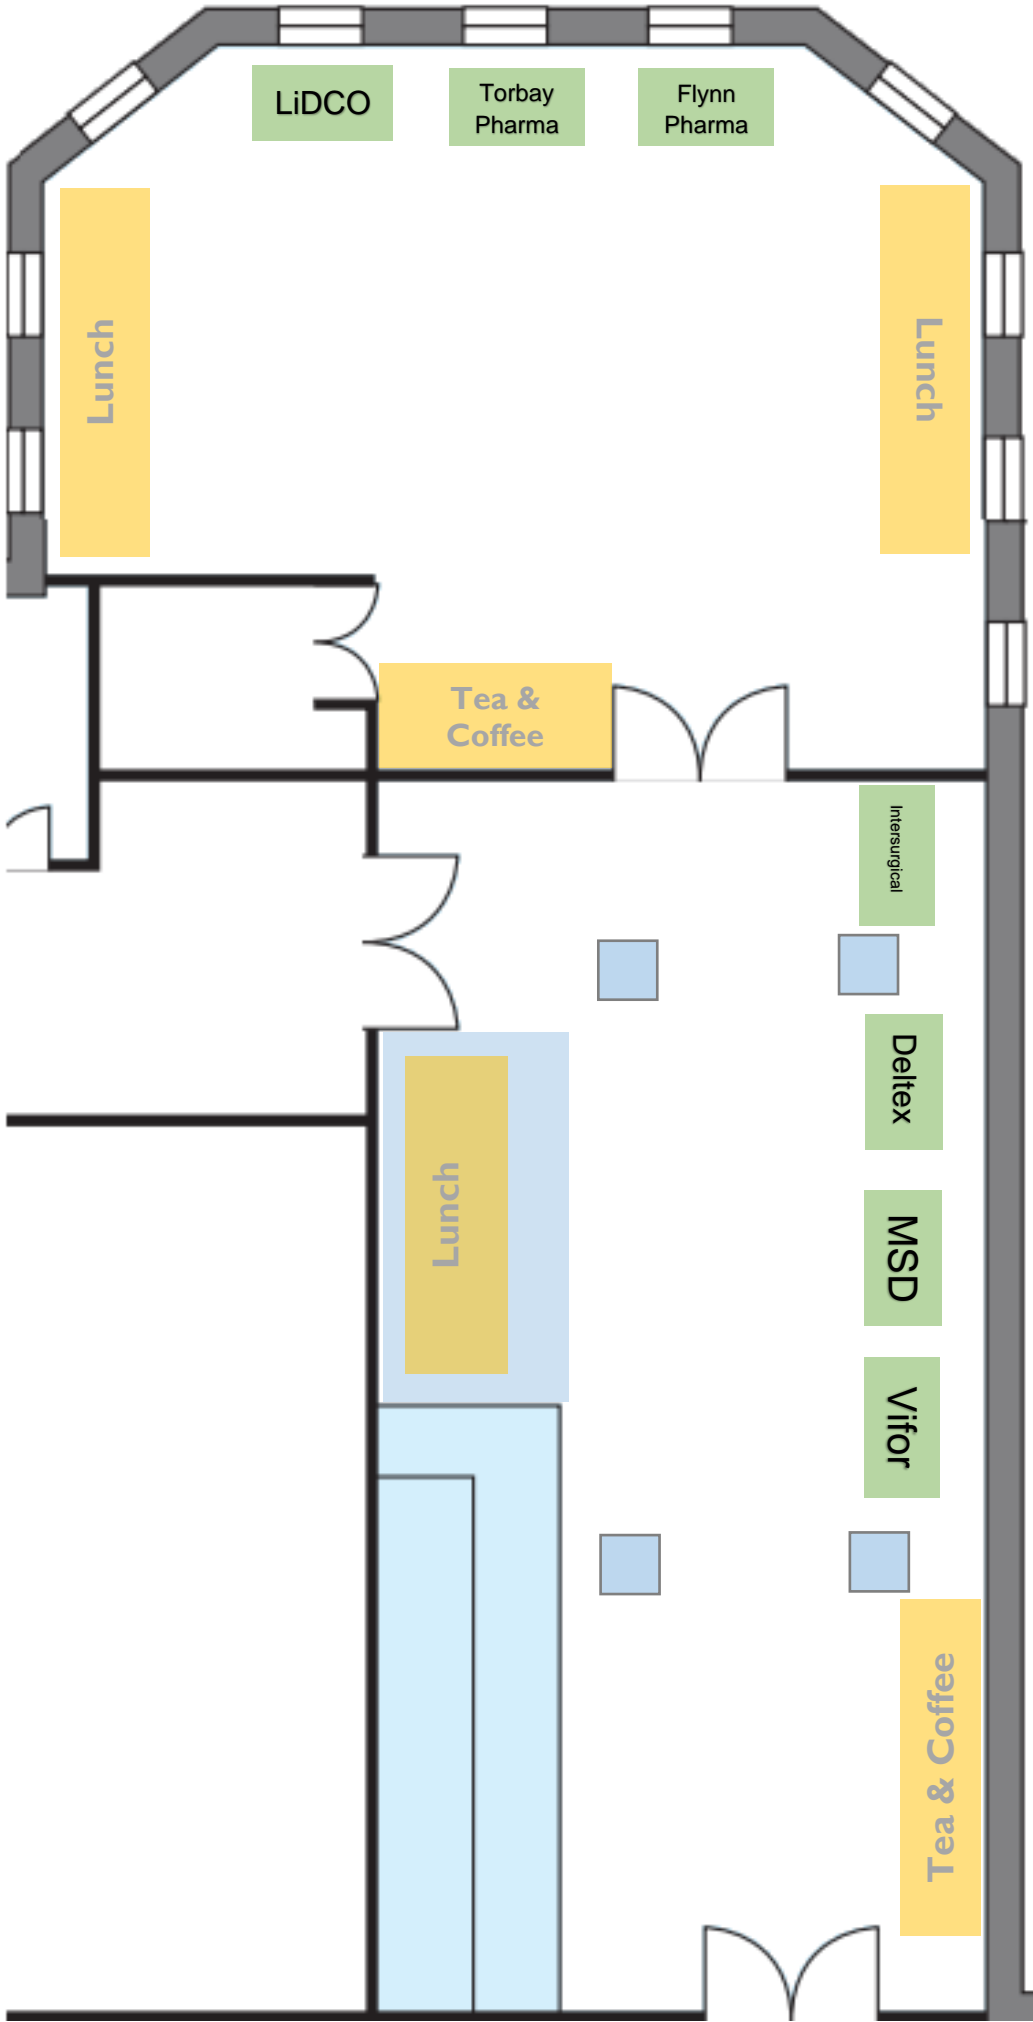 LiDCO
Torbay
Pharma
Flynn
Pharma
Lunch
Lunch
Tea &
Coffee
Intersurgical
Deltex
Lunch
MSD
Vifor
Tea & Coffee